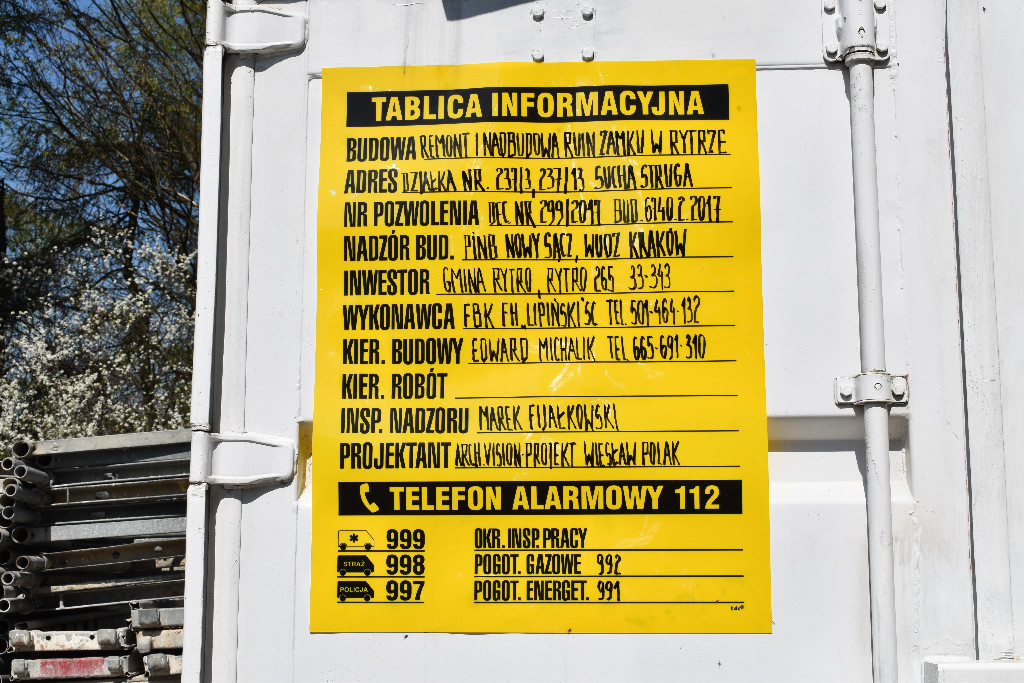 TABLICA INFORMACYJNA
BUDOWA REMONT I NADBUDOWA RUIN ZAMKU W RYTRZE
ADRES DZIAŁKA NR. 237/3, 237/13 SUCHA STRUGA
NR POZWOLENIA DEC. NR 299/2017 BUD. 6740.2.2017
NADZÓR BUD. PINB NOWY SĄCZ, WUOZ KRAKÓW
INWESTOR GMINA RYTRO, RYTRO 265 33-343
WYKONAWCA FBK FH „LIPIŃSKI" SC TEL. 501-464-132
KIER. BUDOWY EDWARD MICHALIK TEL 665-691-310
KIER. ROBÓT
INSP. NADZORU MAREK FIJAŁKOWSKI
PROJEKTANT ARCH.VISION-PROJEKT WIESŁAW POLAK
TELEFON ALARMOWY 112
999 OKR. INSP. PRACY
STRAŻ 998 POGOT. GAZOWE 992
POLICJA 997 POGOT. ENERGET. 991